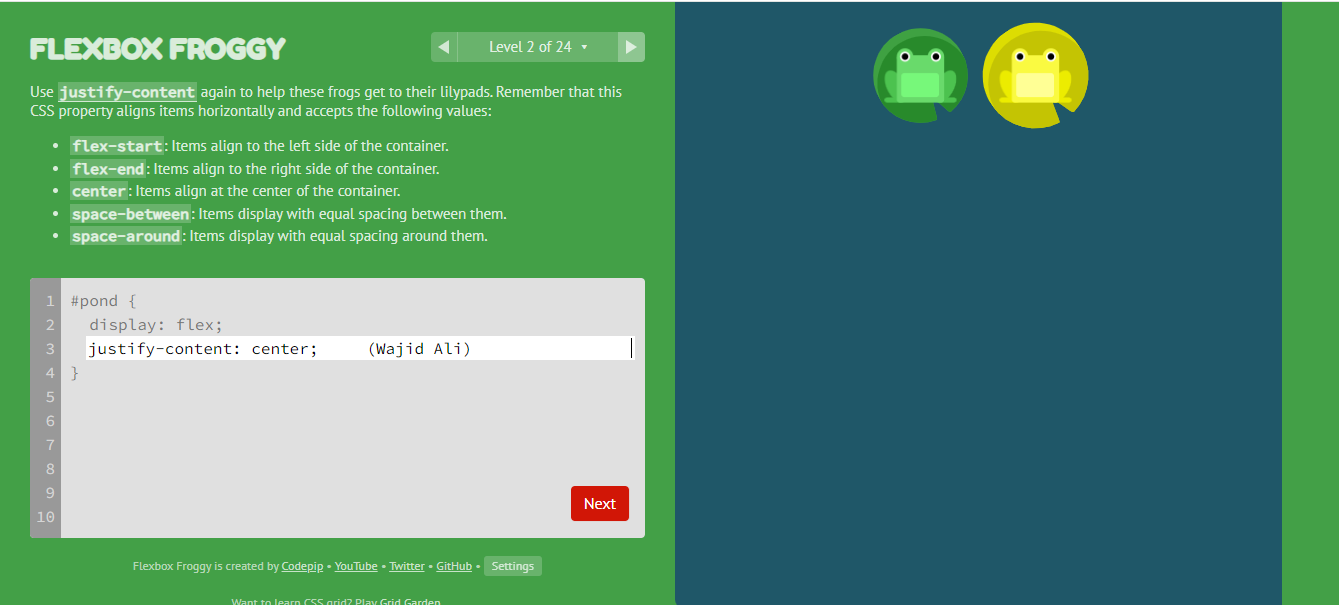 FLEXBOX FROGGY
Level 2 of 24
Use justify-content again to help these frogs get to their lilypads. Remember that this
CSS property aligns items horizontally and accepts the following values:
flex-start: Items align to the left side of the container.
flex-end: Items align to the right side of the container.
center: Items align at the center of the container.
space-between: Items display with equal spacing between them.
space-around: Items display with equal spacing around them.
1 #pond {
2 display: flex;
3 justify-content: center; (Wajid Ali)
4 }
5
6
7
8
9
10
Next
Flexbox Froggy is created by Codepip • YouTube • Twitter • GitHub • Settings
Want to learn CSS grid? Play Grid Garden.